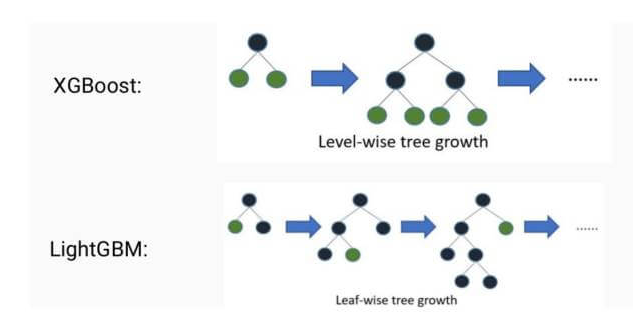 XGBoost:
......
Level-wise tree growth
LightGBM:
......
Leaf-wise tree growth